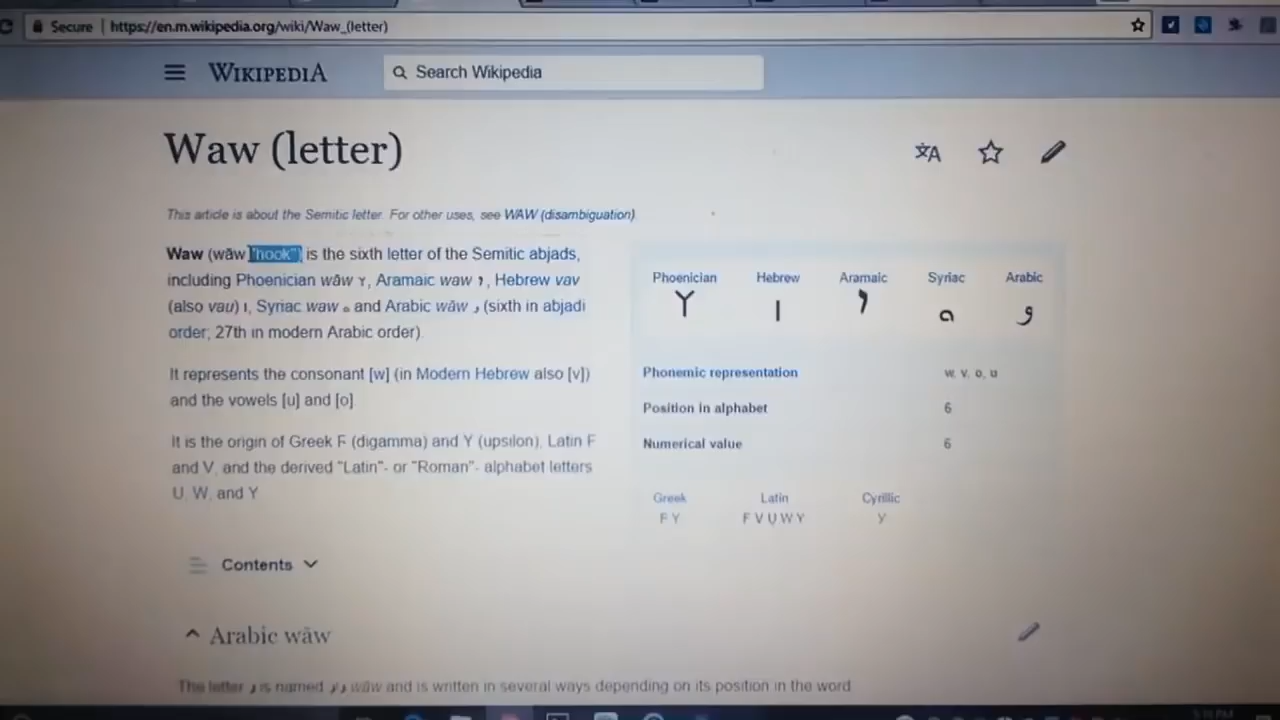 Secure | https://en.m.wikipedia.org/wiki/Waw_(letter)
WIKIPEDIA
Search Wikipedia
Waw (letter)
This article is about the Semitic letter. For other uses, see WAW (disambiguation).
Waw (wāw "hook") is the sixth letter of the Semitic abjads,
including Phoenician wāw 𐤅, Aramaic waw 𐡅, Hebrew vav
(also vau) ו, Syriac waw ܘ and Arabic wāw و (sixth in abjadi
order; 27th in modern Arabic order).
It represents the consonant [w] (in Modern Hebrew also [v])
and the vowels [u] and [o].
It is the origin of Greek Ϝ (digamma) and Υ (upsilon), Latin F
and V, and the derived "Latin"- or "Roman"- alphabet letters
U, W, and Y.
Phoenician Hebrew Aramaic Syriac Arabic
𐤅 ו 𐡅 ܘ و
Phonemic representation w, v, o, u
Position in alphabet 6
Numerical value 6
Greek Latin Cyrillic
Ϝ Υ F V U W Y У
Contents
Arabic wāw
The letter و is named واو wāw and is written in several ways depending on its position in the word